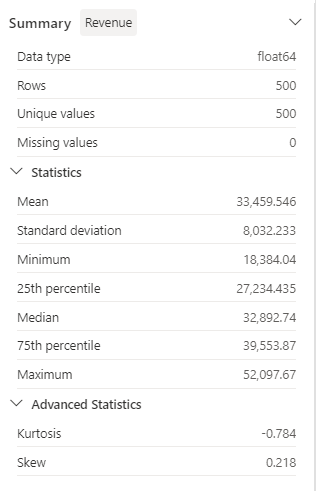 Summary Revenue
Data type float64
Rows 500
Unique values 500
Missing values 0
Statistics
Mean 33,459.546
Standard deviation 8,032.233
Minimum 18,384.04
25th percentile 27,234.435
Median 32,892.74
75th percentile 39,553.87
Maximum 52,097.67
Advanced Statistics
Kurtosis -0.784
Skew 0.218